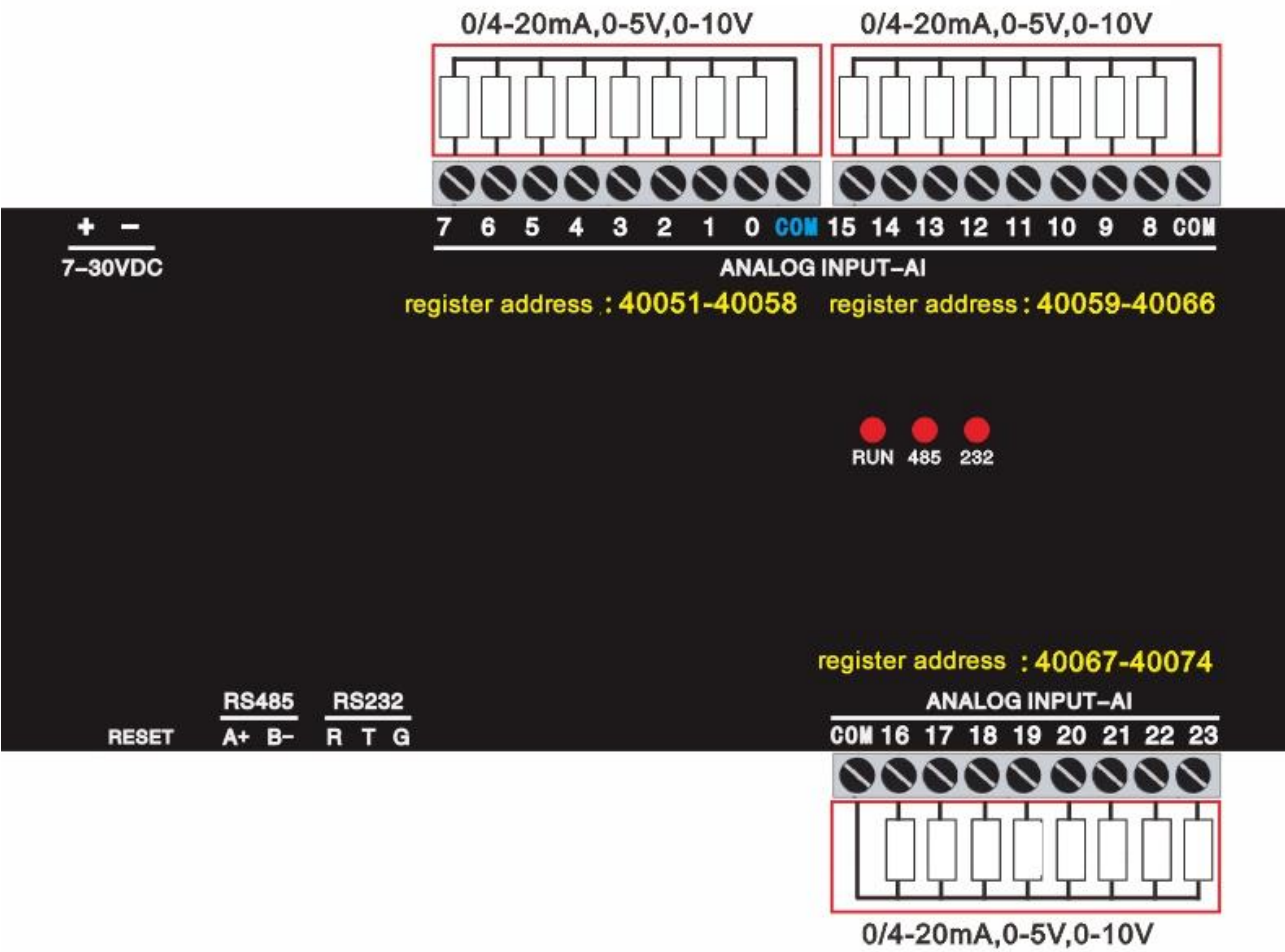 0/4-20mA,0-5V,0-10V 0/4-20mA,0-5V,0-10V
+ − 7 6 5 4 3 2 1 0 COM 15 14 13 12 11 10 9 8 COM
7–30VDC ANALOG INPUT–AI
register address : 40051-40058 register address : 40059-40066
RUN 485 232
register address : 40067-40074
RS485 RS232 ANALOG INPUT–AI
RESET A+ B− R T G COM 16 17 18 19 20 21 22 23
0/4-20mA,0-5V,0-10V